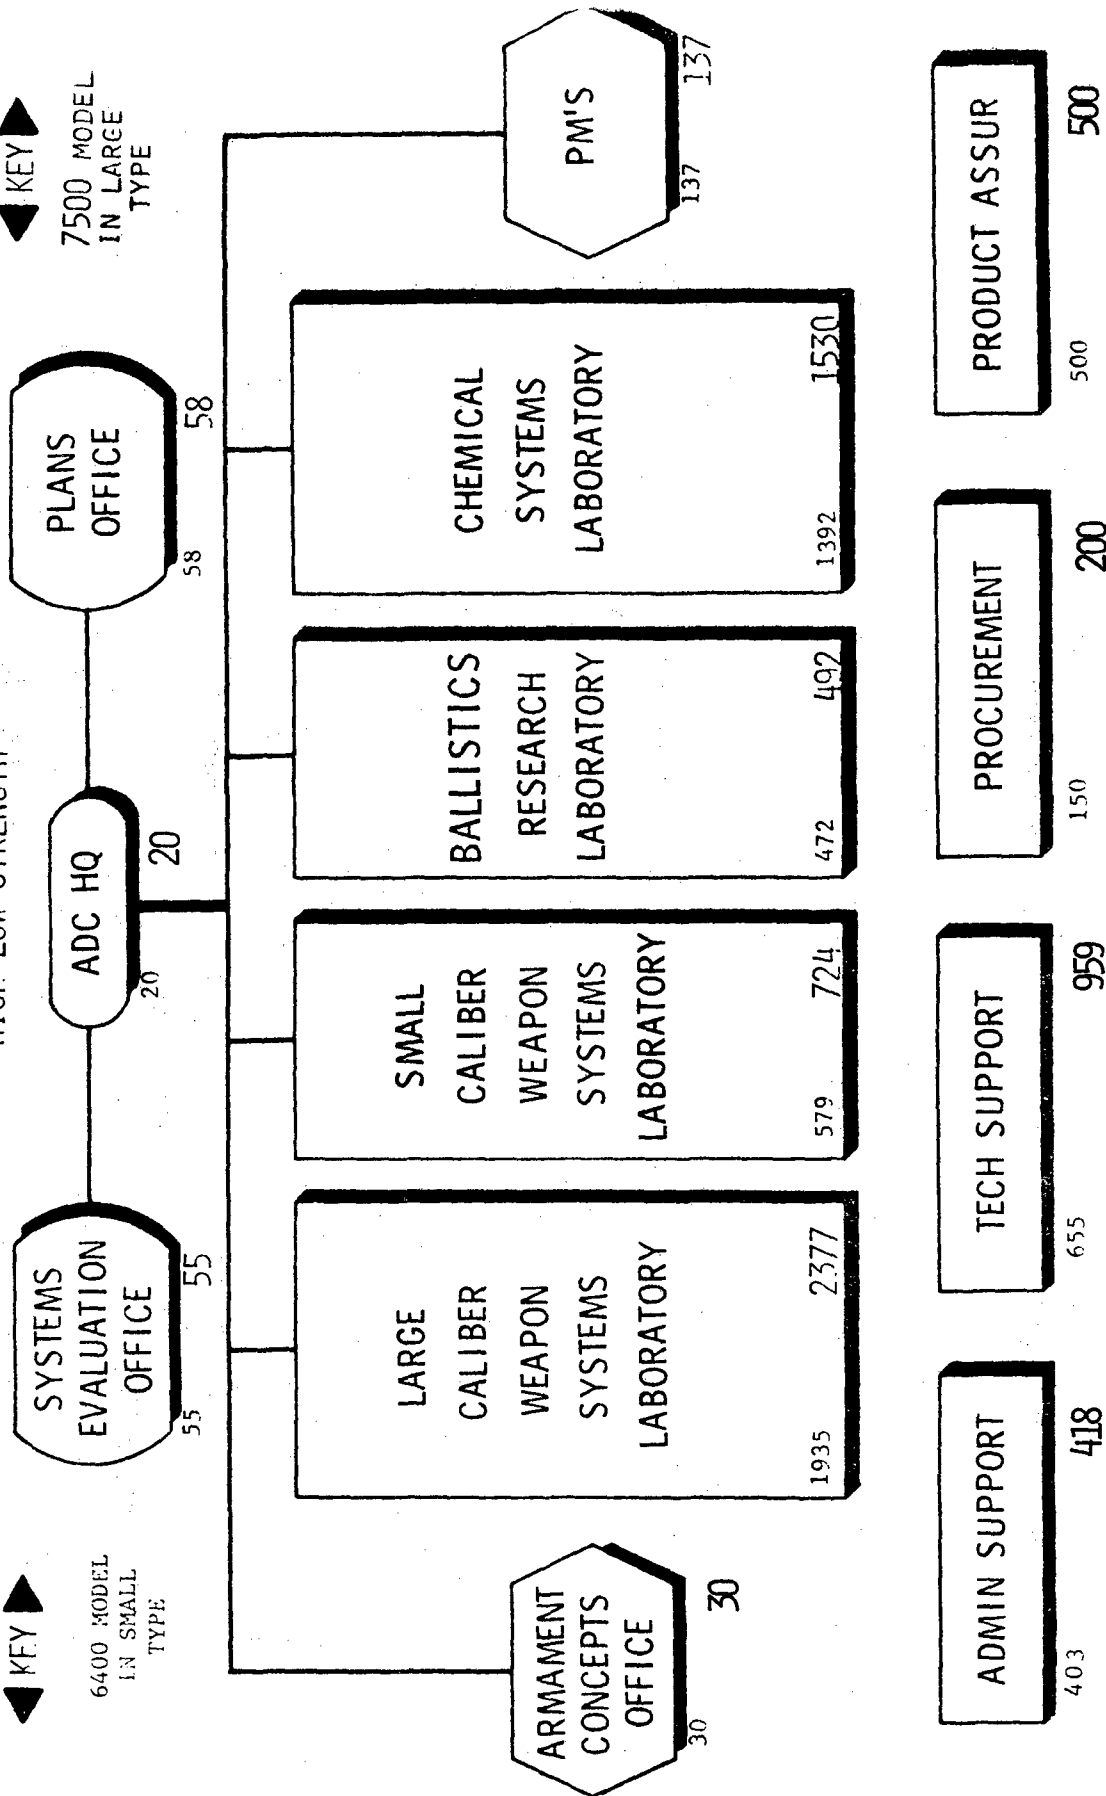 KEY
6400 MODEL
IN SMALL
TYPE
KEY
7500 MODEL
IN LARGE
TYPE
SYSTEMS
EVALUATION
OFFICE
55 55
ADC HQ
20 20
PLANS
OFFICE
58 58
ARMAMENT
CONCEPTS
OFFICE
30 30
LARGE
CALIBER
WEAPON
SYSTEMS
LABORATORY
1935 2377
SMALL
CALIBER
WEAPON
SYSTEMS
LABORATORY
579 724
BALLISTICS
RESEARCH
LABORATORY
472 492
CHEMICAL
SYSTEMS
LABORATORY
1392 1530
PM'S
137 137
ADMIN SUPPORT
403 418
TECH SUPPORT
655 959
PROCUREMENT
150 200
PRODUCT ASSUR
500 500